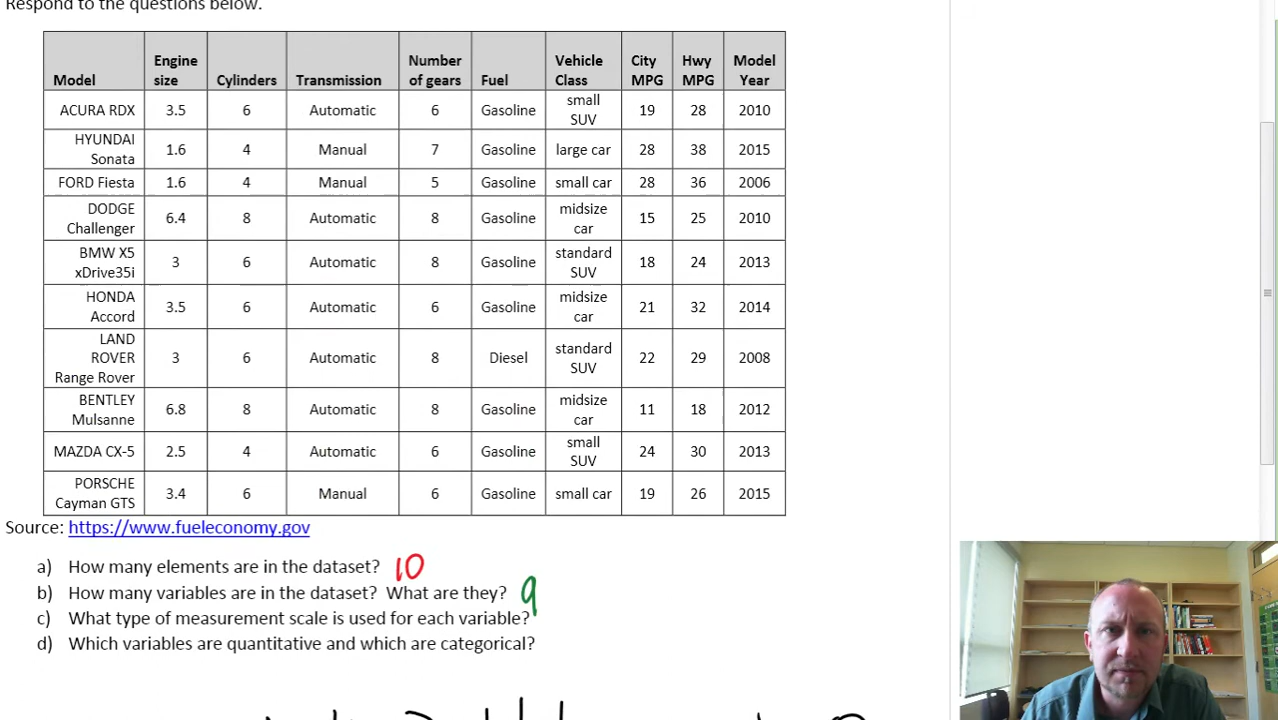 Respond to the questions below.
Model Engine size Cylinders Transmission Number of gears Fuel Vehicle Class City MPG Hwy MPG Model Year
ACURA RDX 3.5 6 Automatic 6 Gasoline small SUV 19 28 2010
HYUNDAI Sonata 1.6 4 Manual 7 Gasoline large car 28 38 2015
FORD Fiesta 1.6 4 Manual 5 Gasoline small car 28 36 2006
DODGE Challenger 6.4 8 Automatic 8 Gasoline midsize car 15 25 2010
BMW X5 xDrive35i 3 6 Automatic 8 Gasoline standard SUV 18 24 2013
HONDA Accord 3.5 6 Automatic 6 Gasoline midsize car 21 32 2014
LAND ROVER Range Rover 3 6 Automatic 8 Diesel standard SUV 22 29 2008
BENTLEY Mulsanne 6.8 8 Automatic 8 Gasoline midsize car 11 18 2012
MAZDA CX-5 2.5 4 Automatic 6 Gasoline small SUV 24 30 2013
PORSCHE Cayman GTS 3.4 6 Manual 6 Gasoline small car 19 26 2015
Source: https://www.fueleconomy.gov
a) How many elements are in the dataset? 10
b) How many variables are in the dataset? What are they? 9
c) What type of measurement scale is used for each variable?
d) Which variables are quantitative and which are categorical?